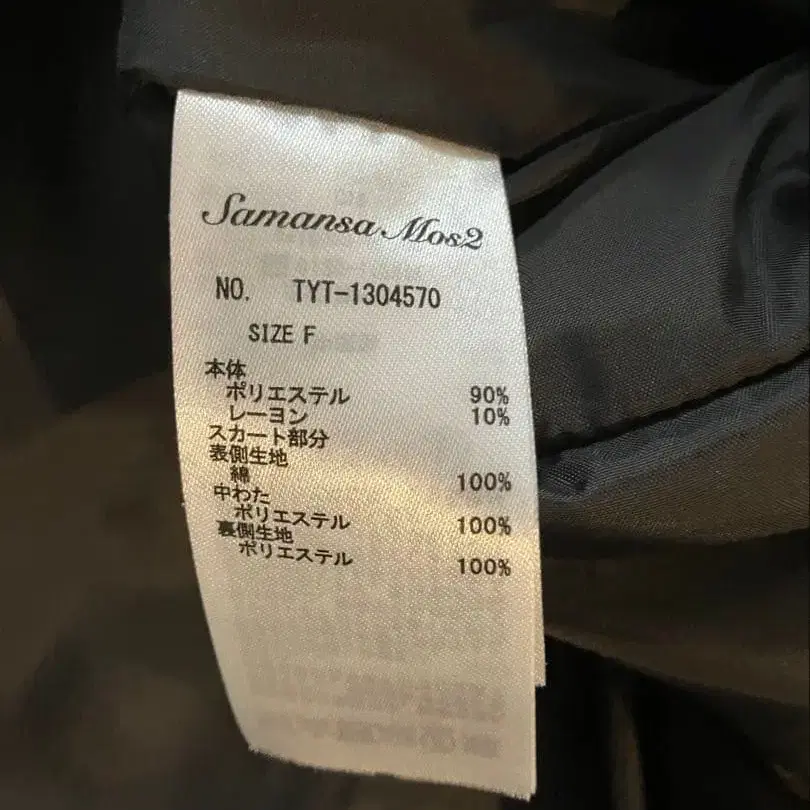 Samansa Mos2
NO. TYT-1304570
SIZE F
本体
ポリエステル 90%
レーヨン 10%
スカート部分
表側生地
綿 100%
中わた
ポリエステル 100%
裏側生地
ポリエステル 100%